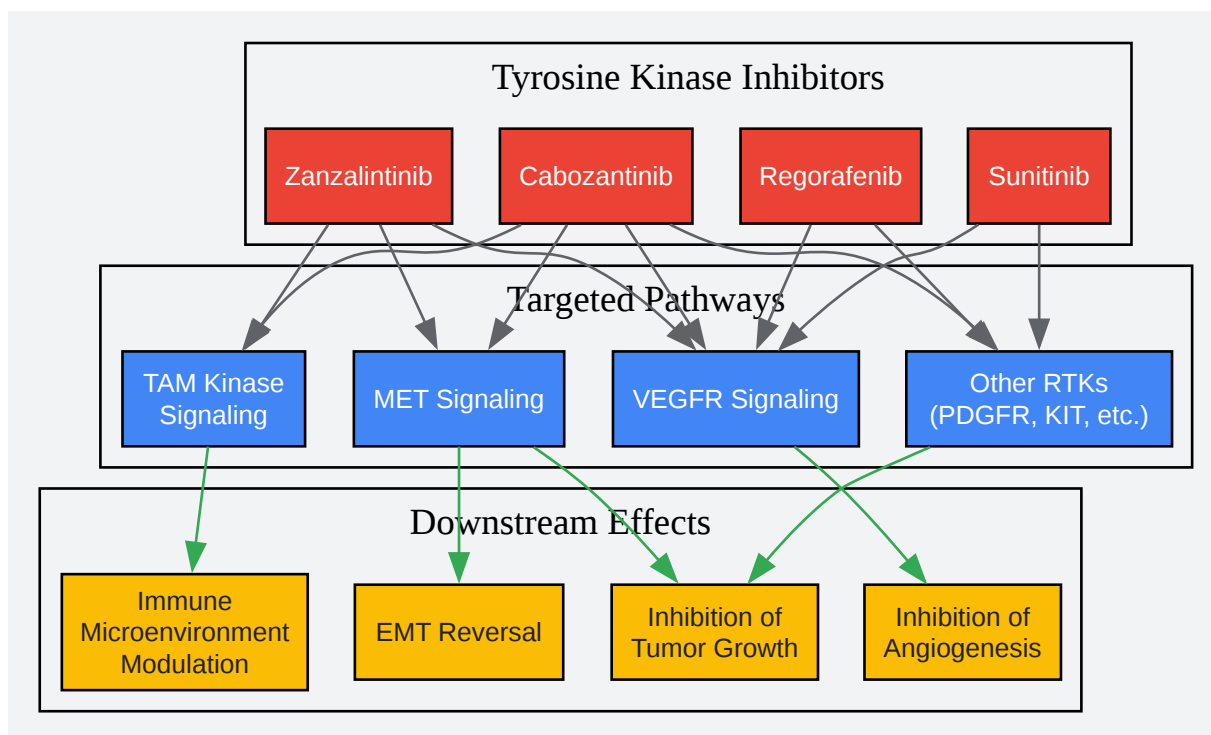 Tyrosine Kinase Inhibitors
Zanzalintinib
Cabozantinib
Regorafenib
Sunitinib
Targeted Pathways
TAM Kinase
Signaling
MET Signaling
VEGFR Signaling
Other RTKs
(PDGFR, KIT, etc.)
Downstream Effects
Immune
Microenvironment
Modulation
EMT Reversal
Inhibition of
Tumor Growth
Inhibition of
Angiogenesis